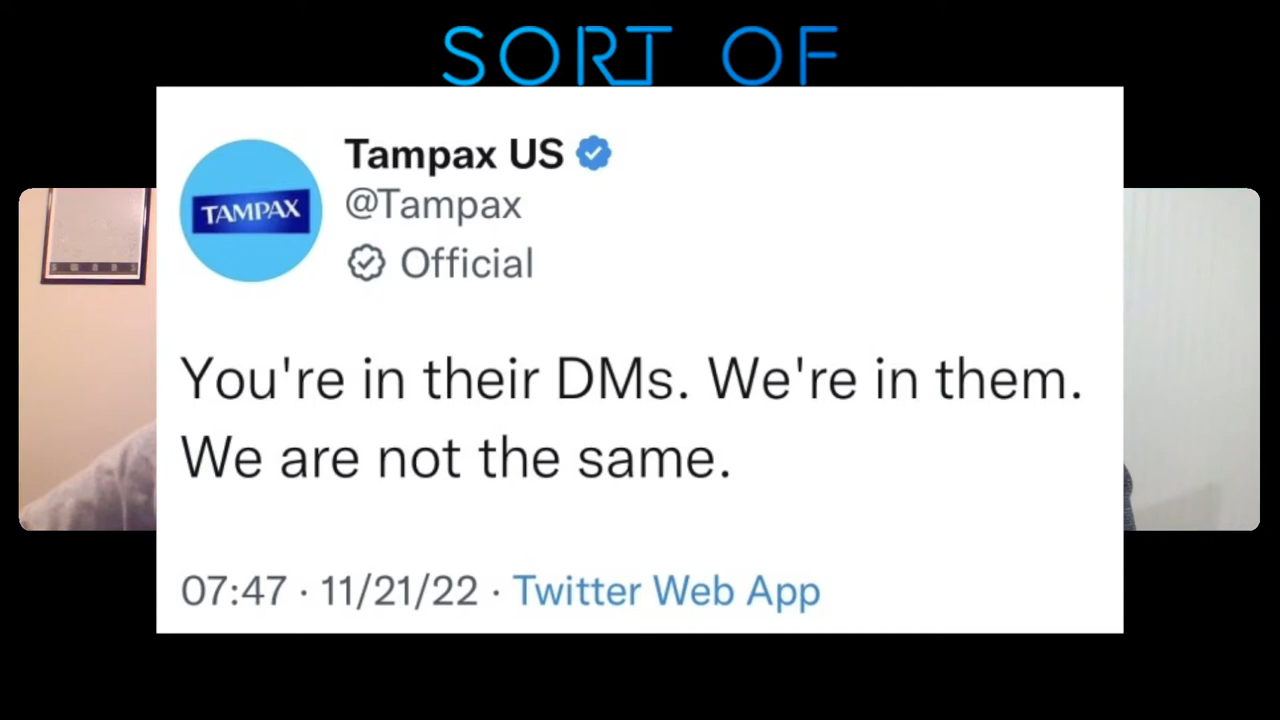 SORT OF
TAMPAX
Tampax US
@Tampax
Official
You're in their DMs. We're in them.
We are not the same.
07:47 · 11/21/22 · Twitter Web App